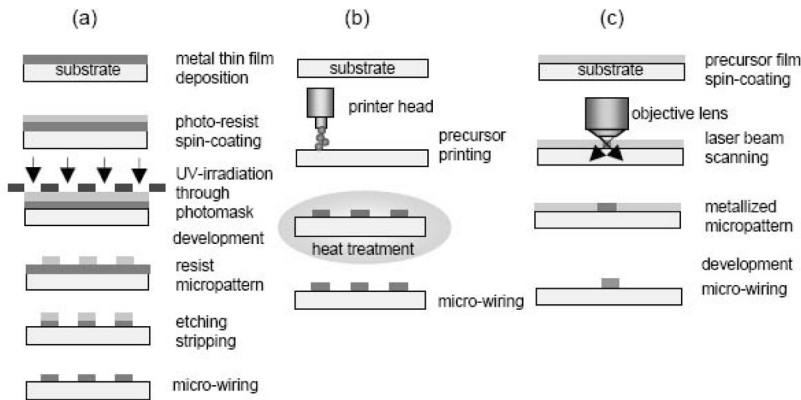 (a)
substrate
metal thin film
deposition
photo-resist
spin-coating
UV-irradiation
through
photomask
development
resist
micropattern
etching
stripping
micro-wiring
(b)
substrate
printer head
precursor
printing
heat treatment
micro-wiring
(c)
substrate
precursor film
spin-coating
objective lens
laser beam
scanning
metallized
micropattern
development
micro-wiring